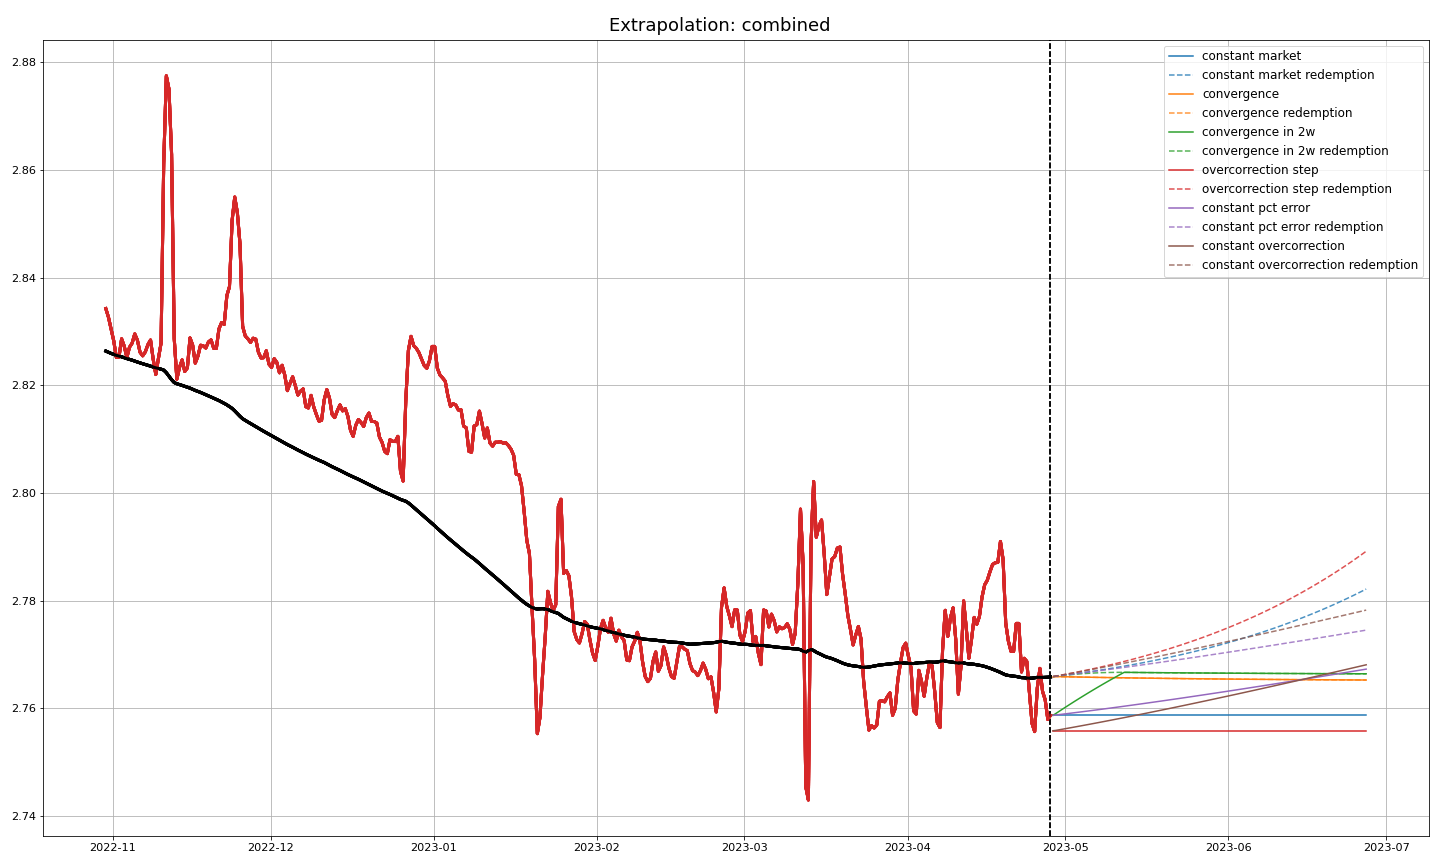 Extrapolation: combined
constant market
constant market redemption
convergence
convergence redemption
convergence in 2w
convergence in 2w redemption
overcorrection step
overcorrection step redemption
constant pct error
constant pct error redemption
constant overcorrection
constant overcorrection redemption
2.88
2.86
2.84
2.82
2.80
2.78
2.76
2.74
2022-11
2022-12
2023-01
2023-02
2023-03
2023-04
2023-05
2023-06
2023-07